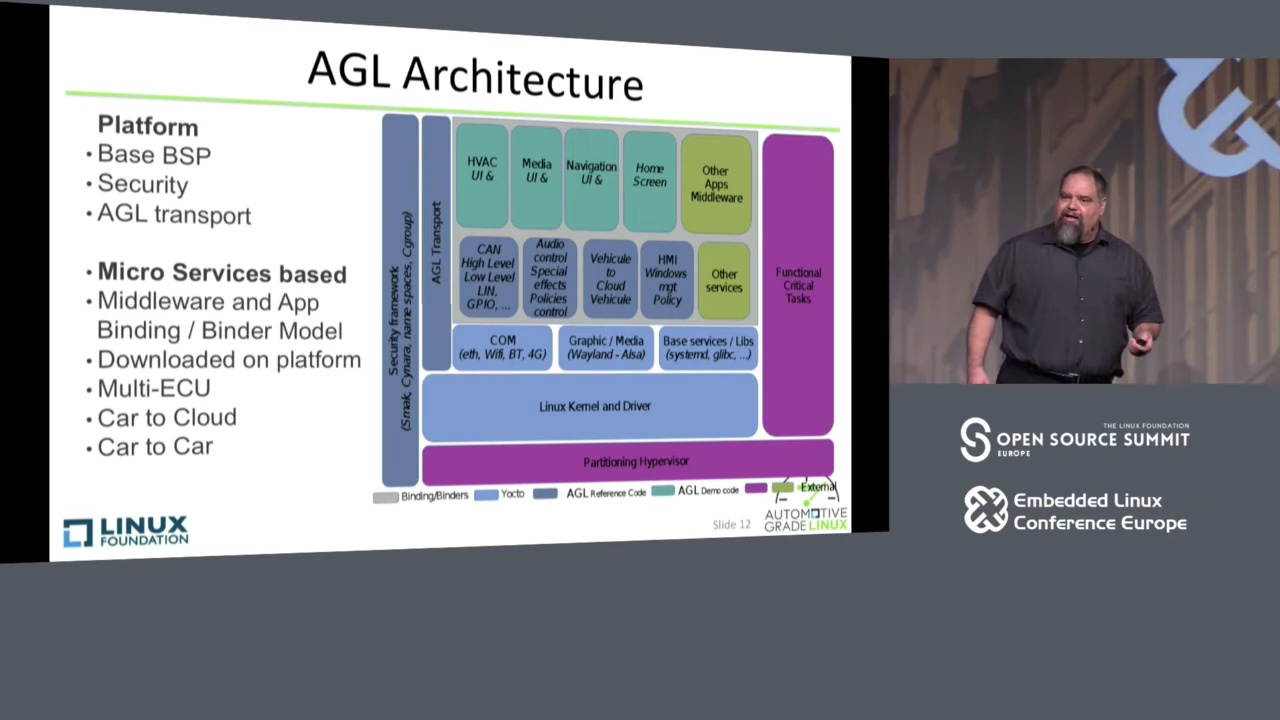 AGL Architecture
Platform
• Base BSP
• Security
• AGL transport
• Micro Services based
• Middleware and App
Binding / Binder Model
• Downloaded on platform
• Multi-ECU
• Car to Cloud
• Car to Car
Security framework
(Smak, Cynara, name spaces, Cgroup)
AGL Transport
HVAC
UI &
Media
UI &
Navigation
UI &
Home
Screen
Other
Apps
Middleware
CAN
High Level
Low Level
LIN,
GPIO, ...
Audio
control
Special
effects
Policies
control
Vehicule
to
Cloud
Vehicule
HMI
Windows
mgt
Policy
Other
services
Functional
Critical
Tasks
COM
(eth, Wifi, BT, 4G)
Graphic / Media
(Wayland - Alsa)
Base services / Libs
(systemd, glibc, ...)
Linux Kernel and Driver
Partitioning Hypervisor
Binding/Binders
Yocto
AGL Reference Code
AGL Demo code
External
LINUX
FOUNDATION
Slide 12
AUTOMOTIVE
GRADE LINUX
THE LINUX FOUNDATION
OPEN SOURCE SUMMIT
EUROPE
Embedded Linux
Conference Europe